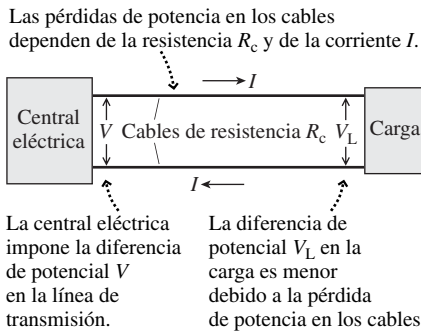 Las pérdidas de potencia en los cables
dependen de la resistencia Rc y de la corriente I.
I
Central
eléctrica
V
Cables de resistencia Rc
VL
Carga
I
La central eléctrica
impone la diferencia
de potencial V
en la línea de
transmisión.
La diferencia de
potencial VL en la
carga es menor
debido a la pérdida
de potencia en los cables